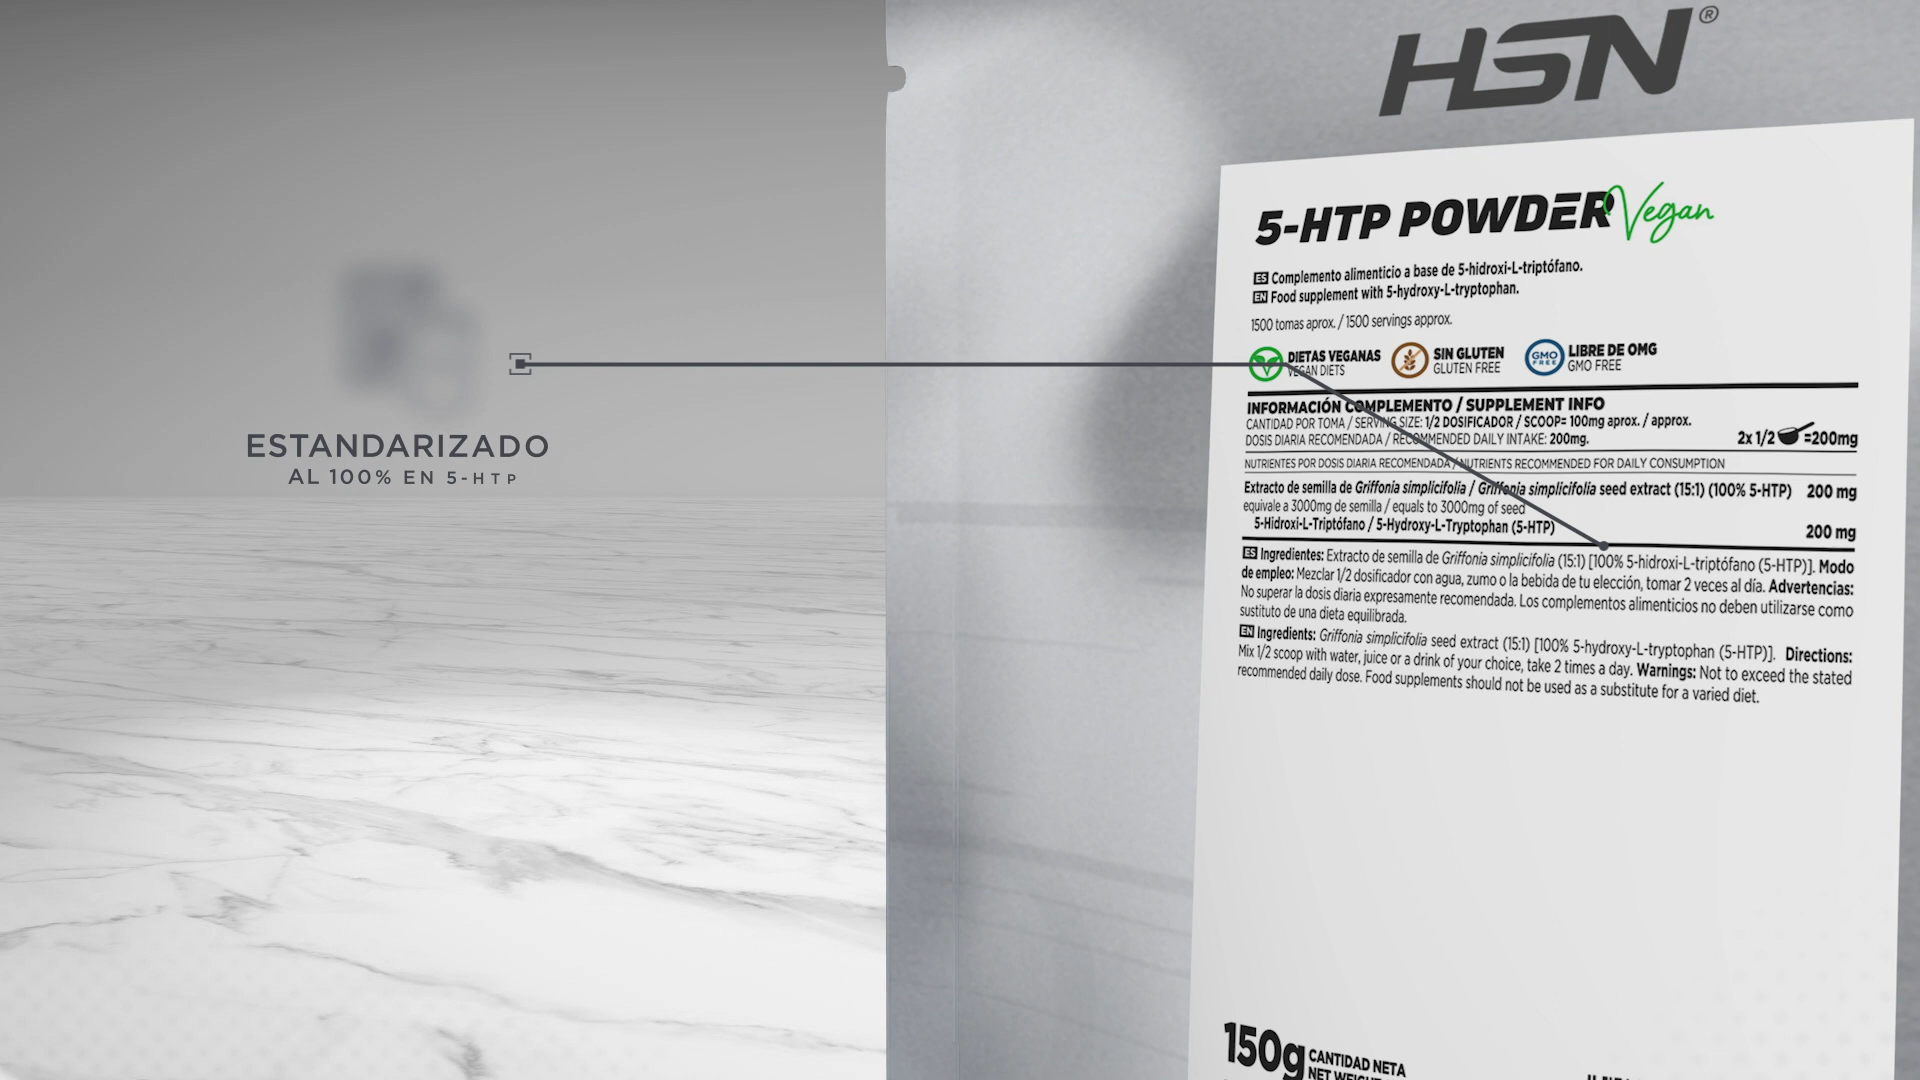 ESTANDARIZADO
AL 100% EN 5-HTP
HSN®
5-HTP POWDER Vegan
ES Complemento alimenticio a base de 5-hidroxi-L-triptófano.
EN Food supplement with 5-hydroxy-L-tryptophan.
1500 tomas aprox. / 1500 servings approx.
DIETAS VEGANAS
VEGAN DIETS
SIN GLUTEN
GLUTEN FREE
GMO FREE
LIBRE DE OMG
GMO FREE
INFORMACIÓN COMPLEMENTO / SUPPLEMENT INFO
CANTIDAD POR TOMA / SERVING SIZE: 1/2 DOSIFICADOR / SCOOP= 100mg aprox. / approx.
DOSIS DIARIA RECOMENDADA / RECOMMENDED DAILY INTAKE: 200mg.
2x 1/2 =200mg
NUTRIENTES POR DOSIS DIARIA RECOMENDADA / NUTRIENTS RECOMMENDED FOR DAILY CONSUMPTION
Extracto de semilla de Griffonia simplicifolia / Griffonia simplicifolia seed extract (15:1) (100% 5-HTP) 200 mg
equivale a 3000mg de semilla / equals to 3000mg of seed
5-Hidroxi-L-Triptófano / 5-Hydroxy-L-Tryptophan (5-HTP) 200 mg
ES Ingredientes: Extracto de semilla de Griffonia simplicifolia (15:1) [100% 5-hidroxi-L-triptófano (5-HTP)]. Modo
de empleo: Mezclar 1/2 dosificador con agua, zumo o la bebida de tu elección, tomar 2 veces al día. Advertencias:
No superar la dosis diaria expresamente recomendada. Los complementos alimenticios no deben utilizarse como
sustituto de una dieta equilibrada.
EN Ingredients: Griffonia simplicifolia seed extract (15:1) [100% 5-hydroxy-L-tryptophan (5-HTP)]. Directions:
Mix 1/2 scoop with water, juice or a drink of your choice, take 2 times a day. Warnings: Not to exceed the stated
recommended daily dose. Food supplements should not be used as a substitute for a varied diet.
150g CANTIDAD NETA
NET WEIGHT